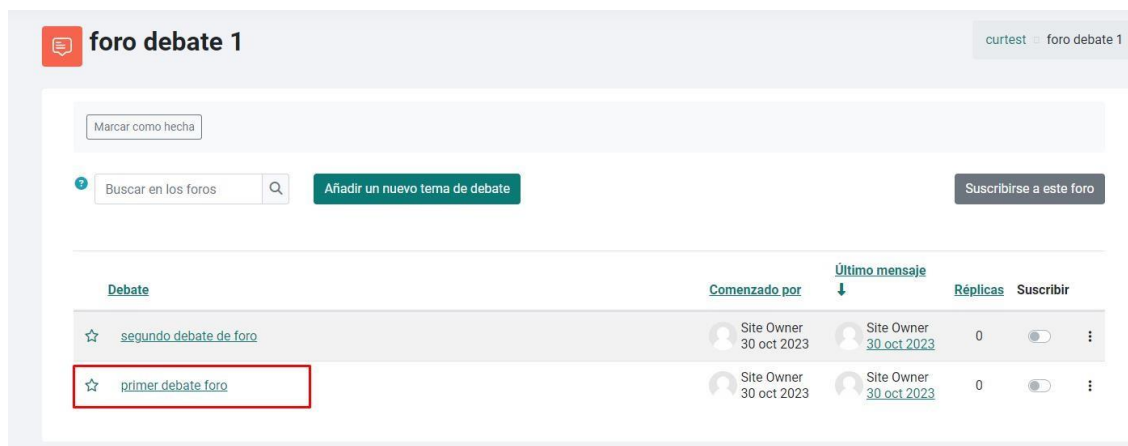 foro debate 1
curtest foro debate 1
Marcar como hecha
Buscar en los foros
Añadir un nuevo tema de debate
Suscribirse a este foro
Debate
Comenzado por
Último mensaje
Réplicas
Suscribir
segundo debate de foro
Site Owner
30 oct 2023
Site Owner
30 oct 2023
0
primer debate foro
Site Owner
30 oct 2023
Site Owner
30 oct 2023
0